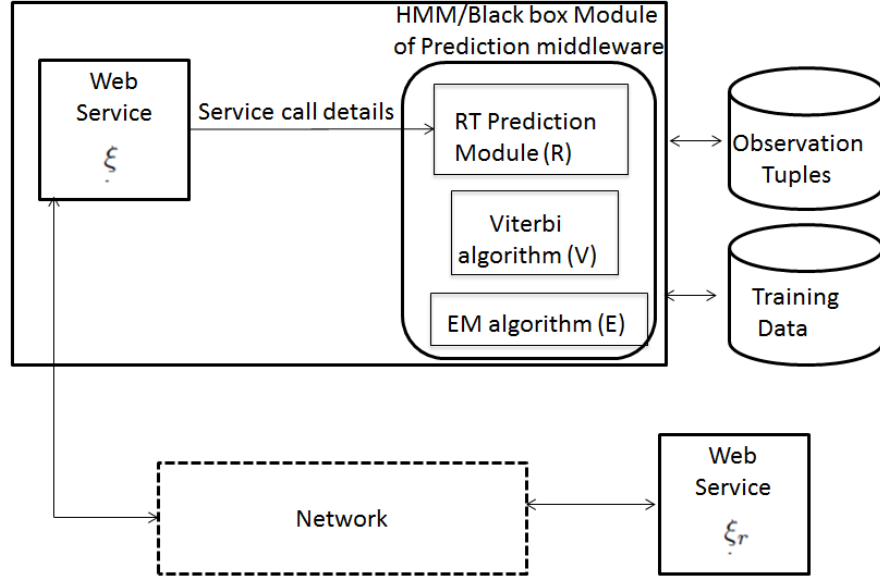 HMM/Black box Module
of Prediction middleware
Web
Service
ξ
Service call details
RT Prediction
Module (R)
Viterbi
algorithm (V)
EM algorithm (E)
Observation
Tuples
Training
Data
Network
Web
Service
ξr